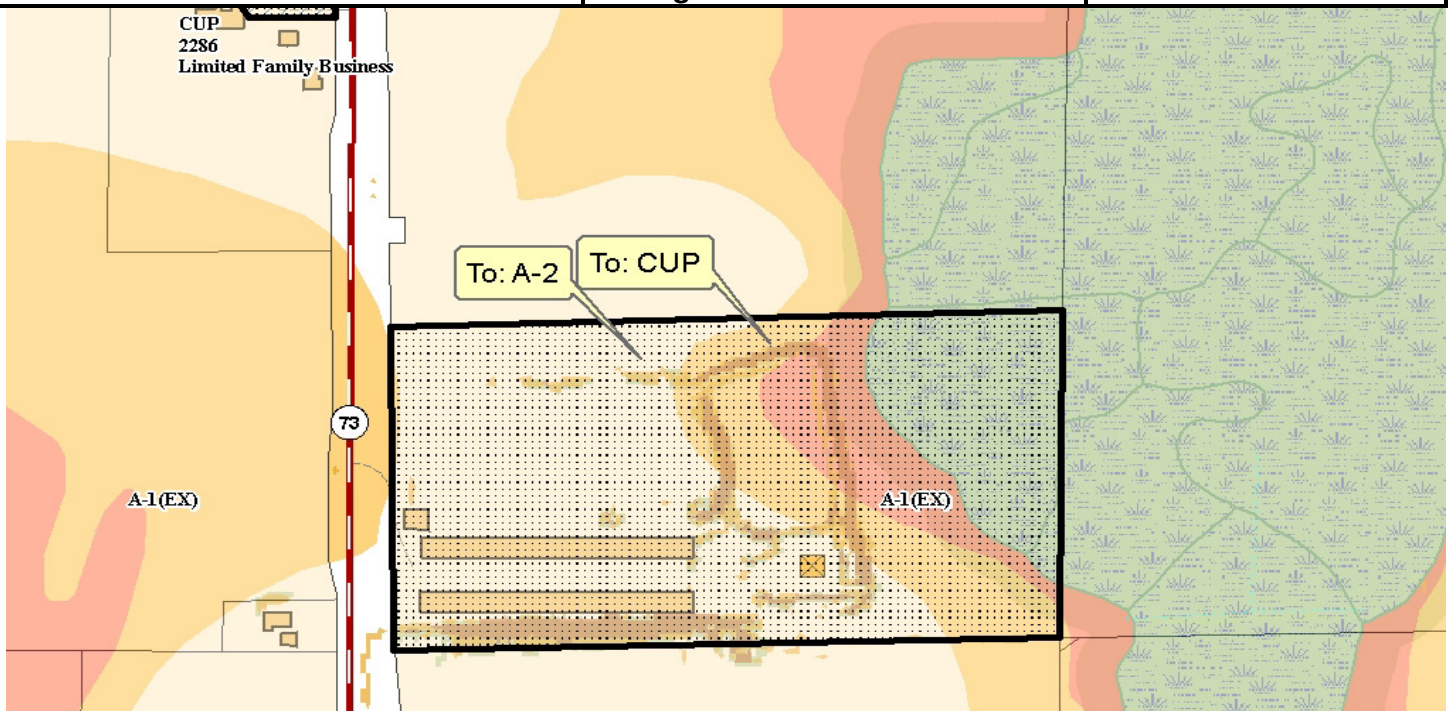 CUP
2286
Limited Family Business
To: A-2
To: CUP
73
A-1(EX)
A-1(EX)